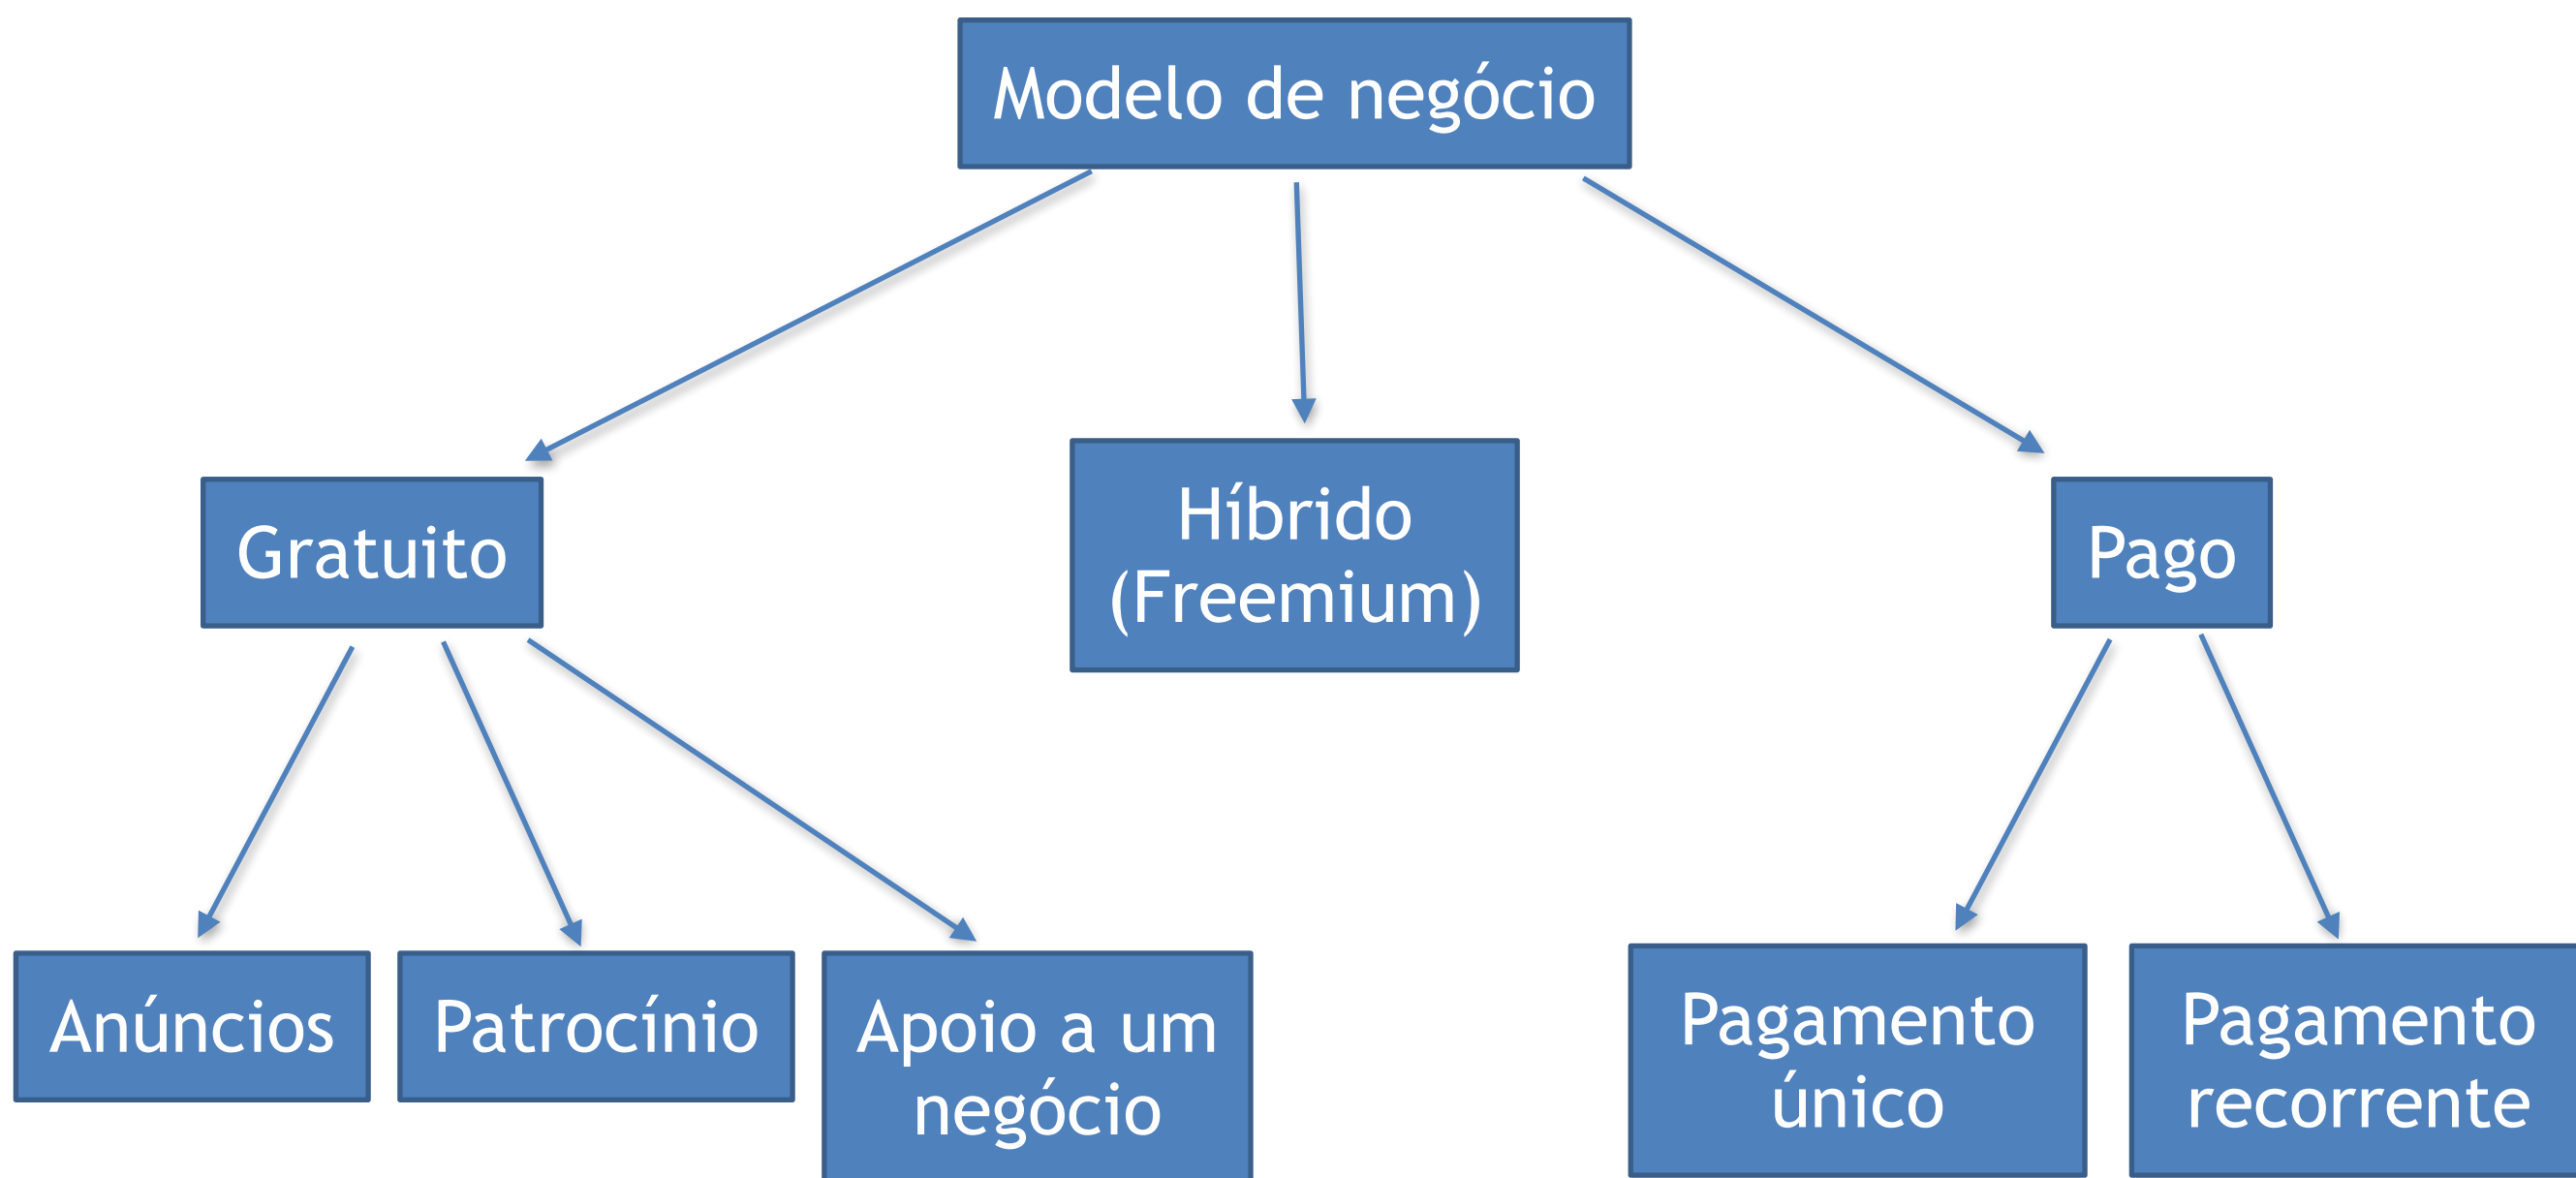 Modelo de negócio
Gratuito
Híbrido
(Freemium)
Pago
Anúncios
Patrocínio
Apoio a um
negócio
Pagamento
único
Pagamento
recorrente